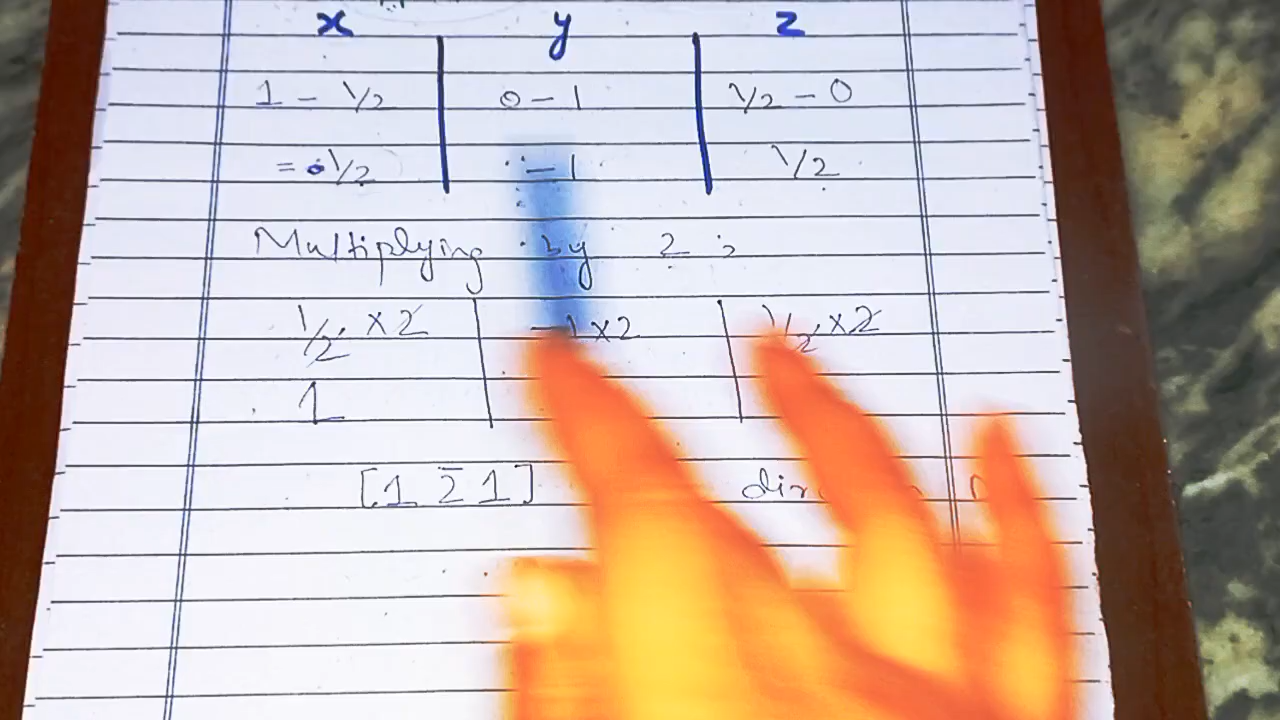 x y z
1 - 1/2 0 - 1 1/2 - 0
= 1/2 - 1 1/2
Multiplying by 2 :
1/2 × 2 -1 × 2 1/2 × 2
1
[1 2̄ 1]